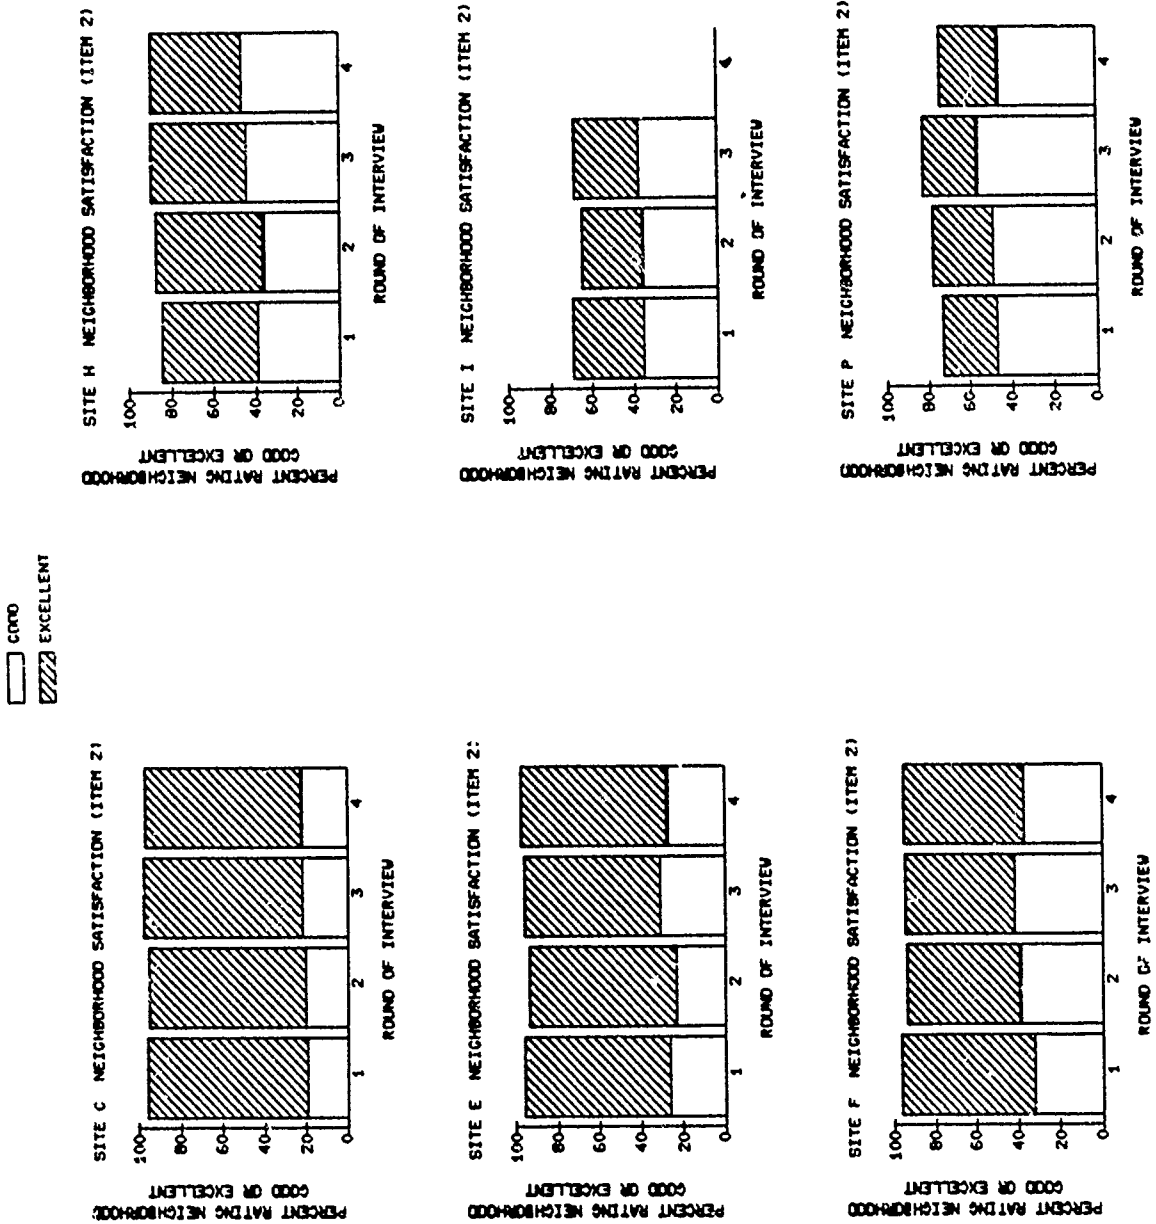 GOOD
EXCELLENT
SITE C NEIGHBORHOOD SATISFACTION (ITEM 2)
PERCENT RATING NEIGHBORHOOD
GOOD OR EXCELLENT
100
80
60
40
20
0
1 2 3 4
ROUND OF INTERVIEW
SITE H NEIGHBORHOOD SATISFACTION (ITEM 2)
PERCENT RATING NEIGHBORHOOD
GOOD OR EXCELLENT
100
80
60
40
20
0
1 2 3 4
ROUND OF INTERVIEW
SITE E NEIGHBORHOOD SATISFACTION (ITEM 2)
PERCENT RATING NEIGHBORHOOD
GOOD OR EXCELLENT
100
80
60
40
20
0
1 2 3 4
ROUND OF INTERVIEW
SITE I NEIGHBORHOOD SATISFACTION (ITEM 2)
PERCENT RATING NEIGHBORHOOD
GOOD OR EXCELLENT
100
80
60
40
20
0
1 2 3 4
ROUND OF INTERVIEW
SITE F NEIGHBORHOOD SATISFACTION (ITEM 2)
PERCENT RATING NEIGHBORHOOD
GOOD OR EXCELLENT
100
80
60
40
20
0
1 2 3 4
ROUND OF INTERVIEW
SITE P NEIGHBORHOOD SATISFACTION (ITEM 2)
PERCENT RATING NEIGHBORHOOD
GOOD OR EXCELLENT
100
80
60
40
20
0
1 2 3 4
ROUND OF INTERVIEW